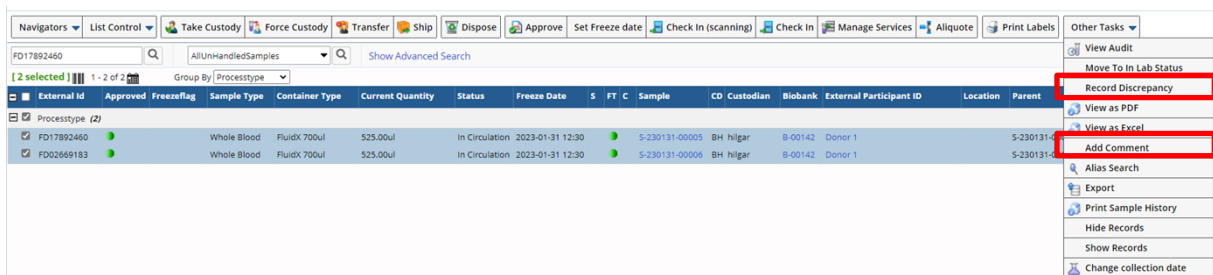 Navigators List Control Take Custody Force Custody Transfer Ship Dispose Approve Set Freeze date Check In (scanning) Check In Manage Services Aliquote Print Labels Other Tasks
FD17892460 AllUnHandledSamples Show Advanced Search
[ 2 selected ] 1 - 2 of 2 Group By Processtype
External Id Approved Freezeflag Sample Type Container Type Current Quantity Status Freeze Date S FT C Sample CD Custodian Biobank External Participant ID Location Parent
Processtype (2)
FD17892460 Whole Blood FluidX 700ul 525.00ul In Circulation 2023-01-31 12:30 S-230131-00005 BH hilgar B-00142 Donor 1 S-230131-0
FD02669183 Whole Blood FluidX 700ul 525.00ul In Circulation 2023-01-31 12:30 S-230131-00006 BH hilgar B-00142 Donor 1 S-230131-0
View Audit
Move To In Lab Status
Record Discrepancy
View as PDF
View as Excel
Add Comment
Alias Search
Export
Print Sample History
Hide Records
Show Records
Change collection date